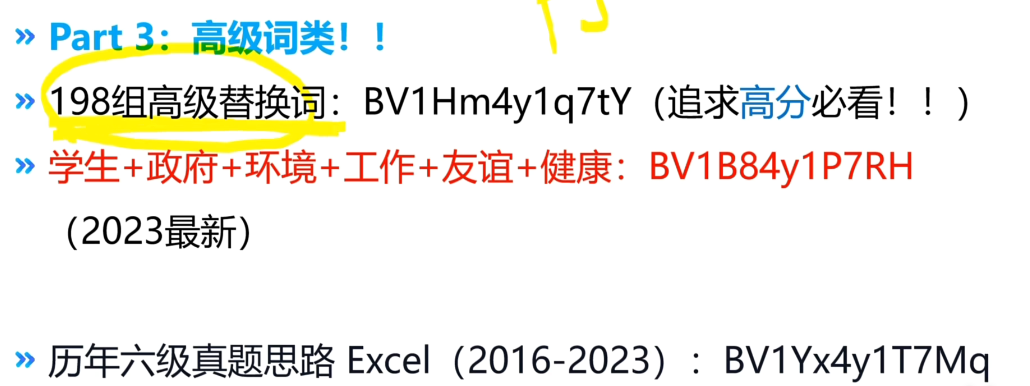 » Part 3：高级词类！！
» 198组高级替换词：BV1Hm4y1q7tY（追求高分必看！！）
» 学生+政府+环境+工作+友谊+健康：BV1B84y1P7RH
（2023最新）
» 历年六级真题思路 Excel（2016-2023）：BV1Yx4y1T7Mq